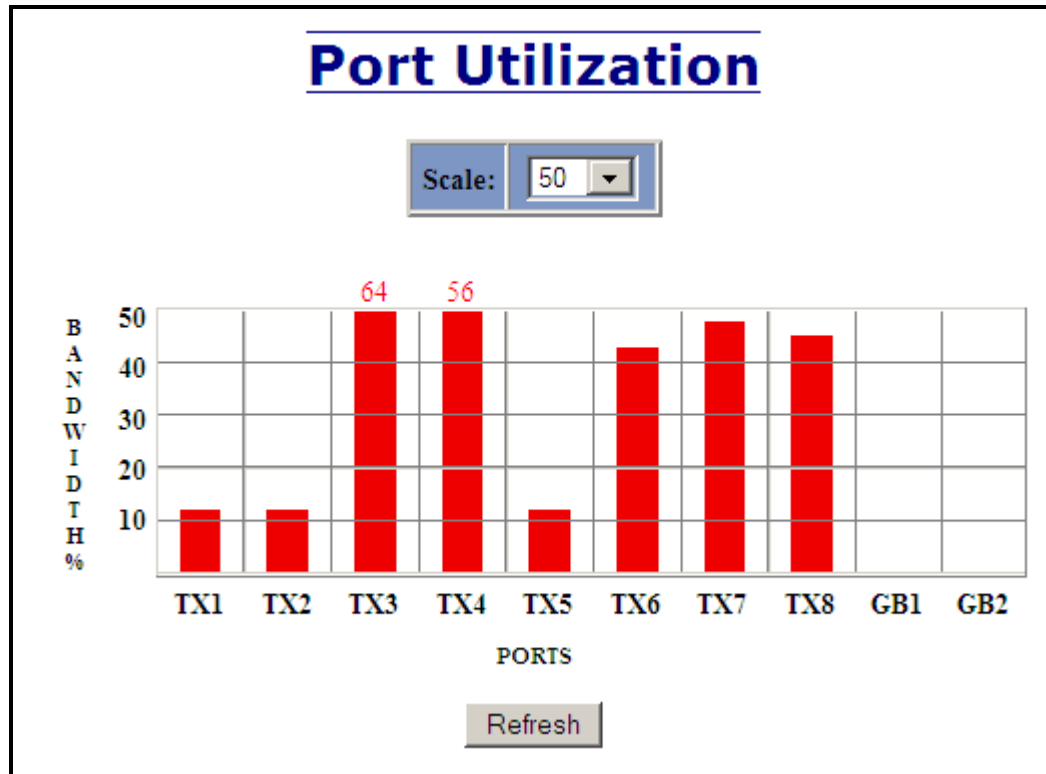 Port Utilization
Scale: 50
64 56
BANDWIDTH%
50
40
30
20
10
TX1 TX2 TX3 TX4 TX5 TX6 TX7 TX8 GB1 GB2
PORTS
Refresh